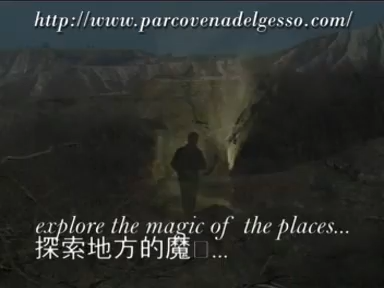 http://www.parcovenadelgesso.com/
explore the magic of the places...
探索地方的魔□...